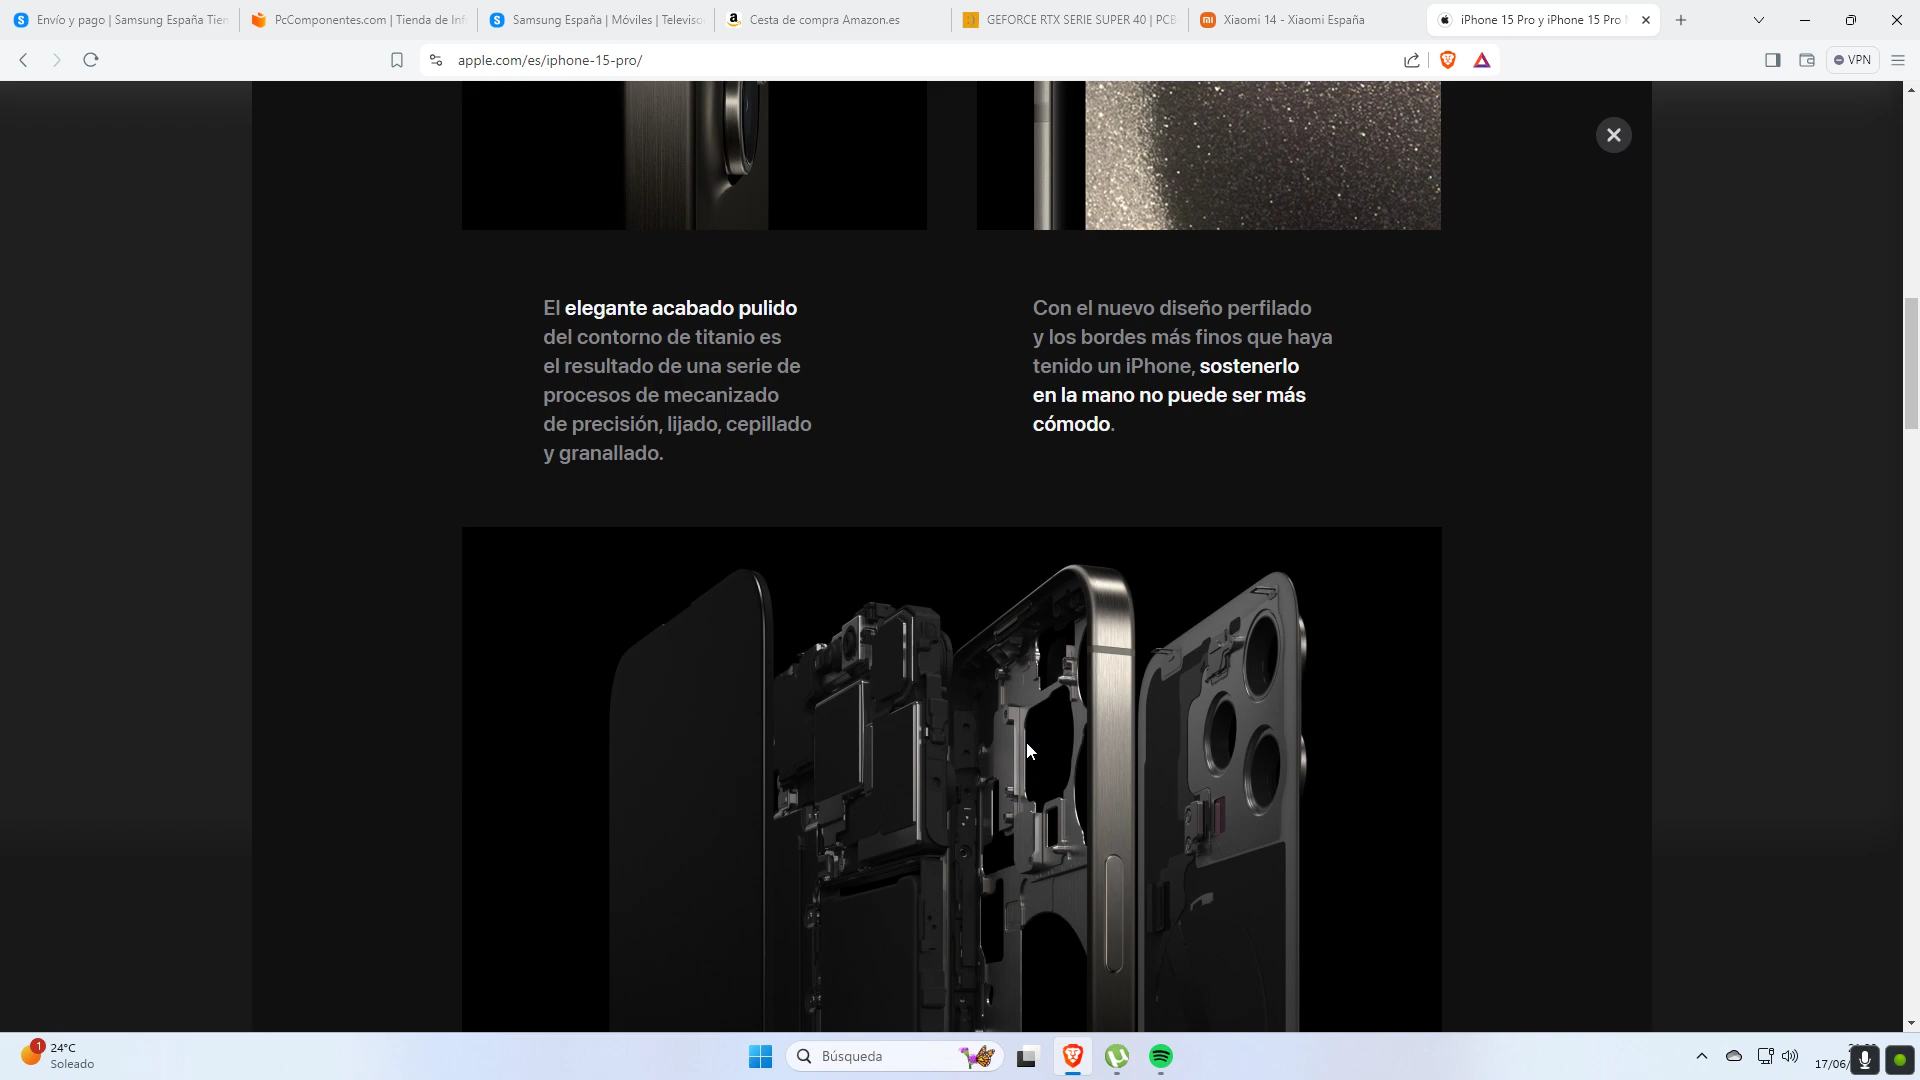 Envío y pago | Samsung España Tien
PcComponentes.com | Tienda de Inf
Samsung España | Móviles | Televiso
Cesta de compra Amazon.es
GEFORCE RTX SERIE SUPER 40 | PCB
Xiaomi 14 - Xiaomi España
iPhone 15 Pro y iPhone 15 Pro
apple.com/es/iphone-15-pro/
VPN
El elegante acabado pulido
del contorno de titanio es
el resultado de una serie de
procesos de mecanizado
de precisión, lijado, cepillado
y granallado.
Con el nuevo diseño perfilado
y los bordes más finos que haya
tenido un iPhone, sostenerlo
en la mano no puede ser más
cómodo.
1
24°C
Soleado
Búsqueda
17/06/